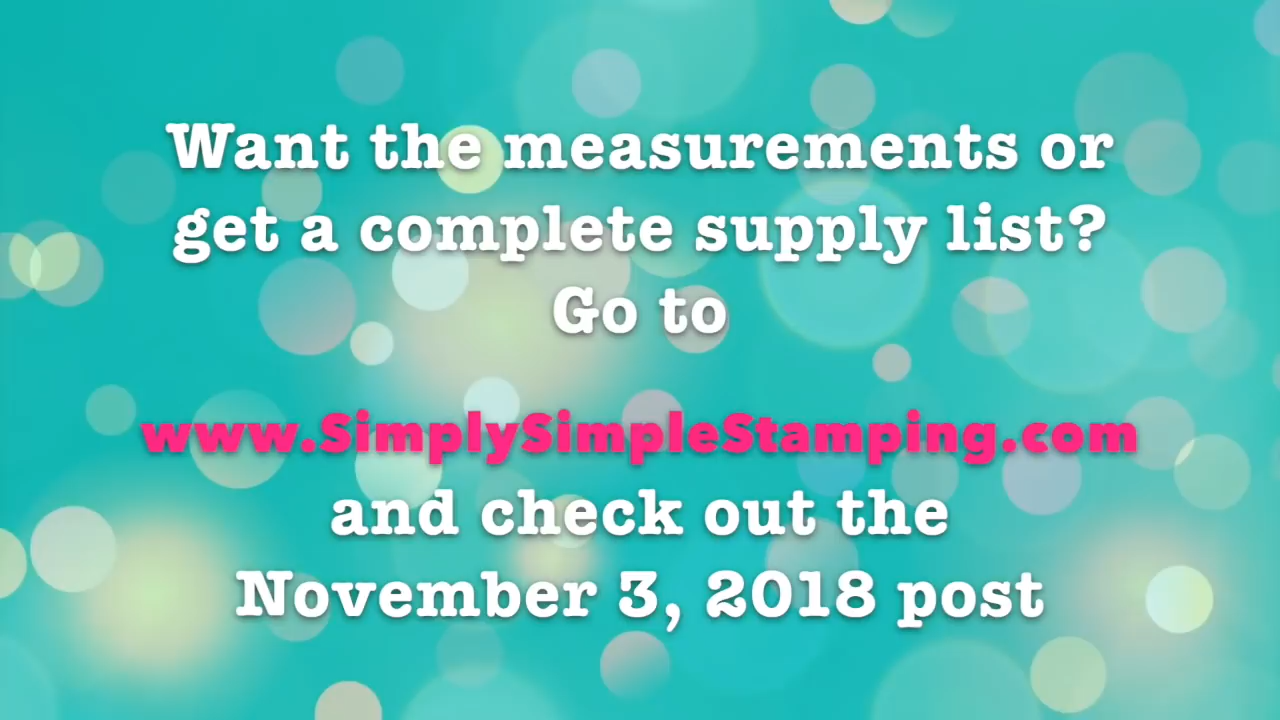 Want the measurements or
get a complete supply list?
Go to
www.SimplySimpleStamping.com
and check out the
November 3, 2018 post